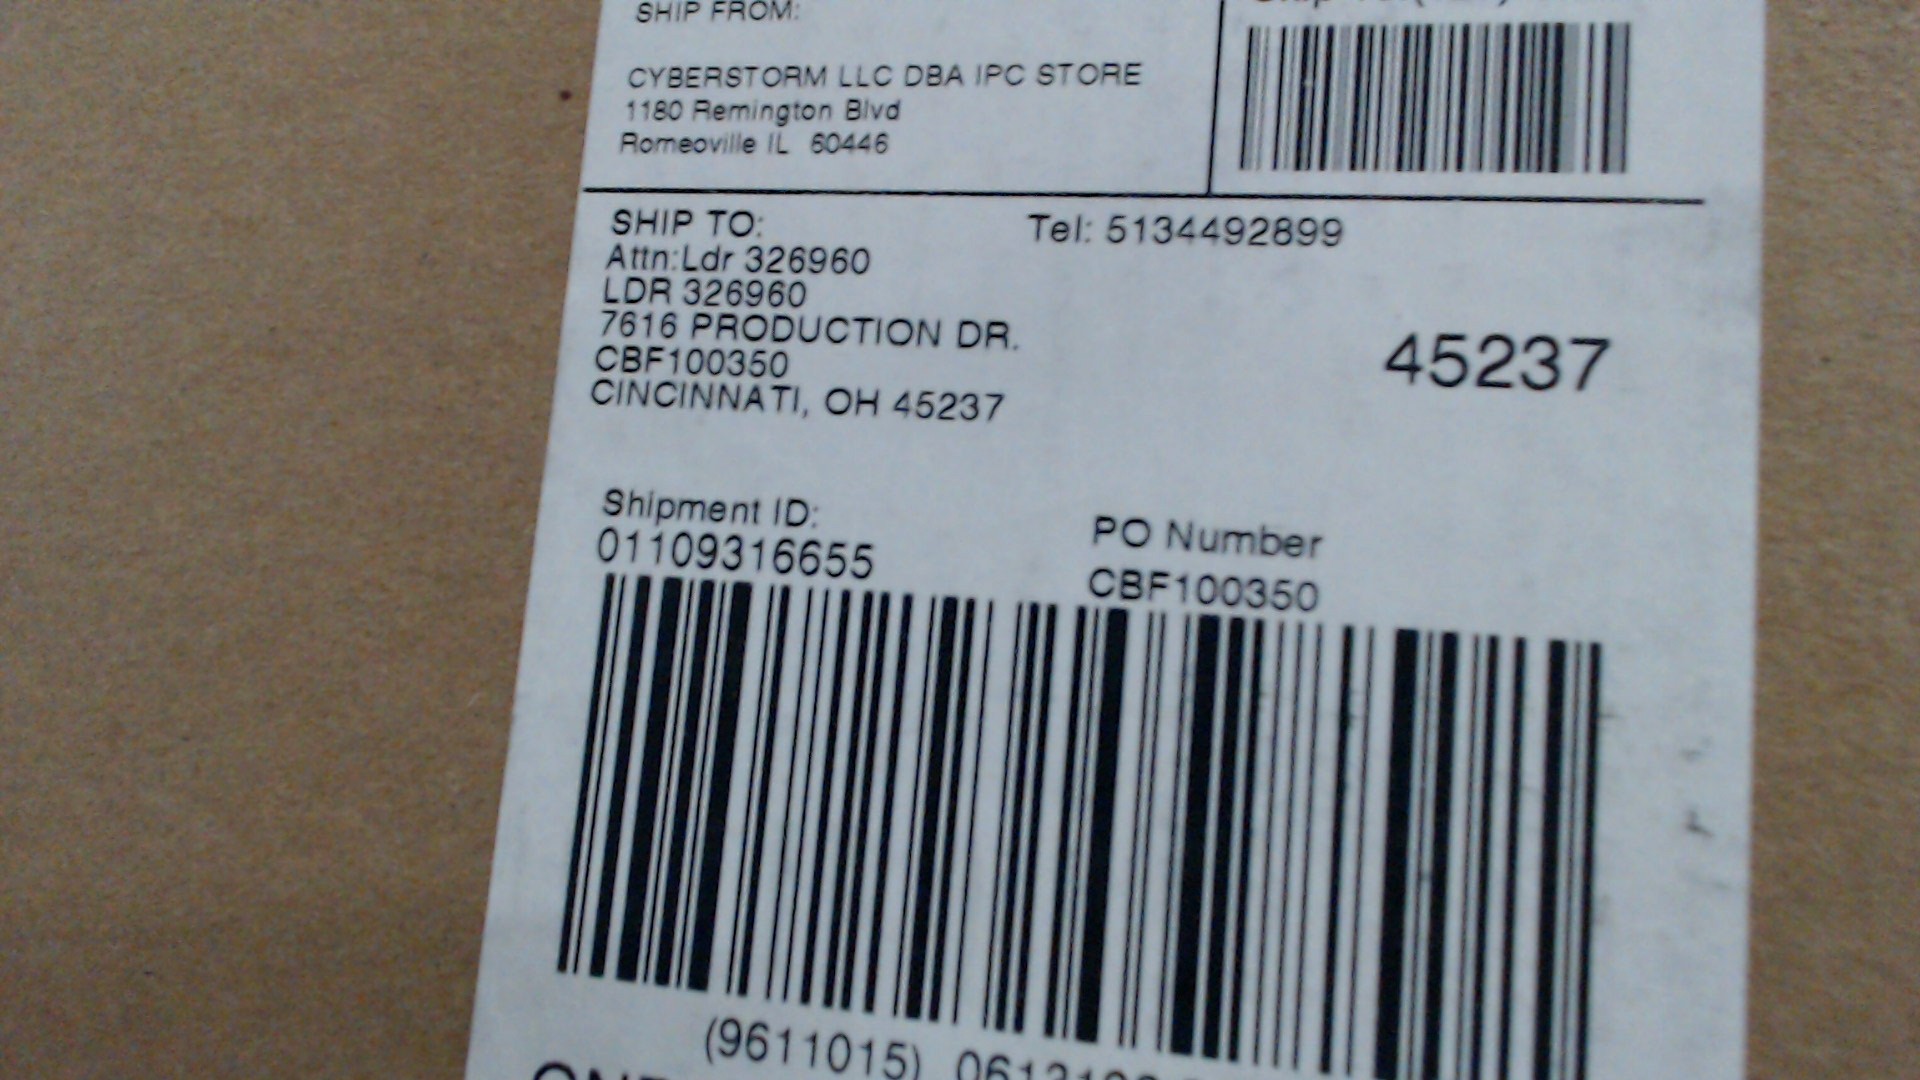 SHIP FROM:
CYBERSTORM LLC DBA IPC STORE
1180 Remington Blvd
Romeoville IL 60446
SHIP TO:
Tel: 5134492899
Attn:Ldr 326960
LDR 326960
7616 PRODUCTION DR.
CBF100350
CINCINNATI, OH 45237
45237
Shipment ID:
01109316655
PO Number
CBF100350
(9611015)